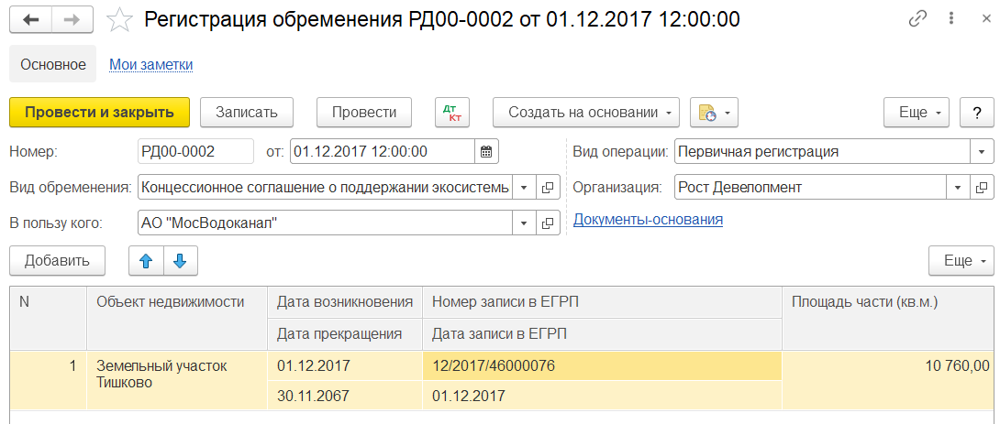 Регистрация обременения РД00-0002 от 01.12.2017 12:00:00
Основное Мои заметки
Провести и закрыть Записать Провести Дт Кт Создать на основании Еще ?
Номер: РД00-0002 от: 01.12.2017 12:00:00 Вид операции: Первичная регистрация
Вид обременения: Концессионное соглашение о поддержании экосистемь Организация: Рост Девелопмент
В пользу кого: АО "МосВодоканал" Документы-основания
Добавить Еще
N Объект недвижимости Дата возникновения Номер записи в ЕГРП Площадь части (кв.м.)
Дата прекращения Дата записи в ЕГРП
1 Земельный участок 01.12.2017 12/2017/46000076 10 760,00
Тишково
30.11.2067 01.12.2017